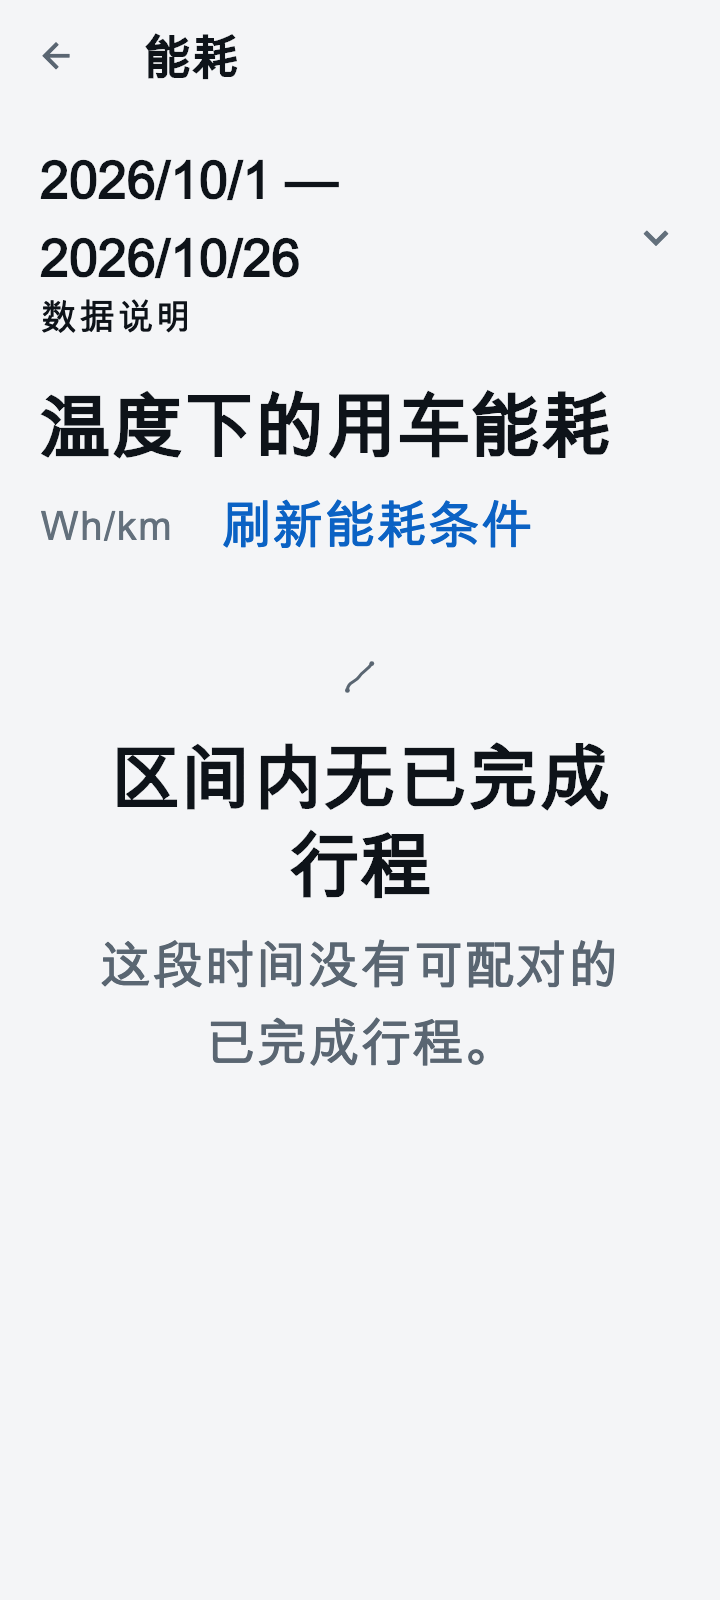 能耗
2026/10/1 —
2026/10/26
数据说明
温度下的用车能耗
Wh/km 刷新能耗条件
区间内无已完成
行程
这段时间没有可配对的
已完成行程。